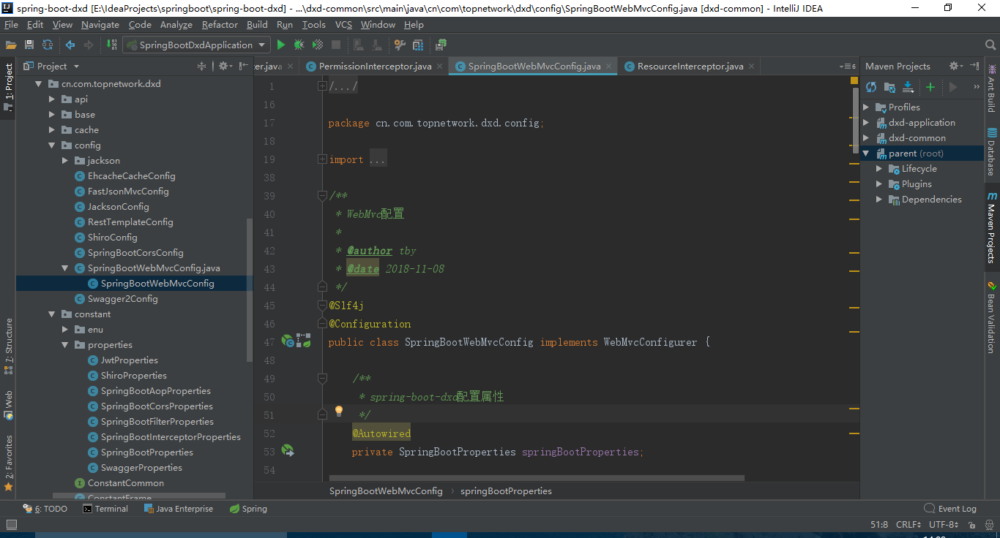 spring-boot-dxd [E:\IdeaProjects\springboot\spring-boot-dxd] - ...\dxd-common\src\main\java\cn\com\topnetwork\dxd\config\SpringBootWebMvcConfig.java [dxd-common] - IntelliJ IDEA
File Edit View Navigate Code Analyze Refactor Build Run Tools VCS Window Help
SpringBootDxdApplication
1: Project
7: Structure
Web
2: Favorites
Project
cn.com.topnetwork.dxd
api
base
cache
config
jackson
EhcacheCacheConfig
FastJsonMvcConfig
JacksonConfig
RestTemplateConfig
ShiroConfig
SpringBootCorsConfig
SpringBootWebMvcConfig.java
SpringBootWebMvcConfig
Swagger2Config
constant
enu
properties
JwtProperties
ShiroProperties
SpringBootAopProperties
SpringBootCorsProperties
SpringBootFilterProperties
SpringBootInterceptorProperties
SpringBootProperties
SwaggerProperties
ConstantCommon
ConstantFrame
ter.java PermissionInterceptor.java SpringBootWebMvcConfig.java ResourceInterceptor.java 6
1 /.../
16
17 package cn.com.topnetwork.dxd.config;
18
19 import ...
38
39 /**
40 * WebMvc配置
41 *
42 * @author tby
43 * @date 2018-11-08
44 */
45 @Slf4j
46 @Configuration
47 public class SpringBootWebMvcConfig implements WebMvcConfigurer {
48
49 /**
50 * spring-boot-dxd配置属性
51 */
52 @Autowired
53 private SpringBootProperties springBootProperties;
54
SpringBootWebMvcConfig springBootProperties
Maven Projects
Profiles
dxd-application
dxd-common
parent (root)
Lifecycle
Plugins
Dependencies
Ant Build
Database
Maven Projects
Bean Validation
6: TODO Terminal Java Enterprise Spring Event Log
51:8 CRLF UTF-8